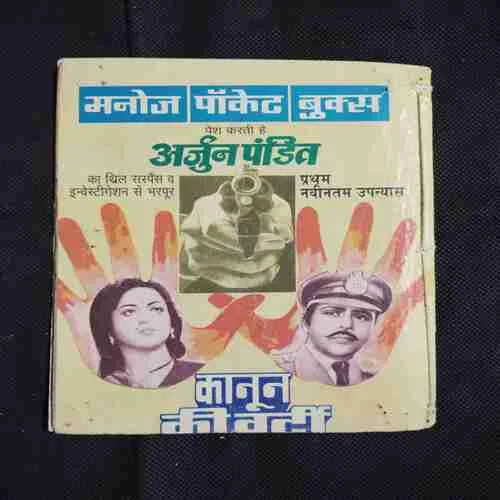 मनोज पॉकेट बुक्स
पेश करती है
अर्जुन पंडित
का थ्रिल सस्पैंस व
इन्वेस्टीगेशन से भरपूर
प्रथम
नवीनतम उपन्यास
कानून
की वर्दी